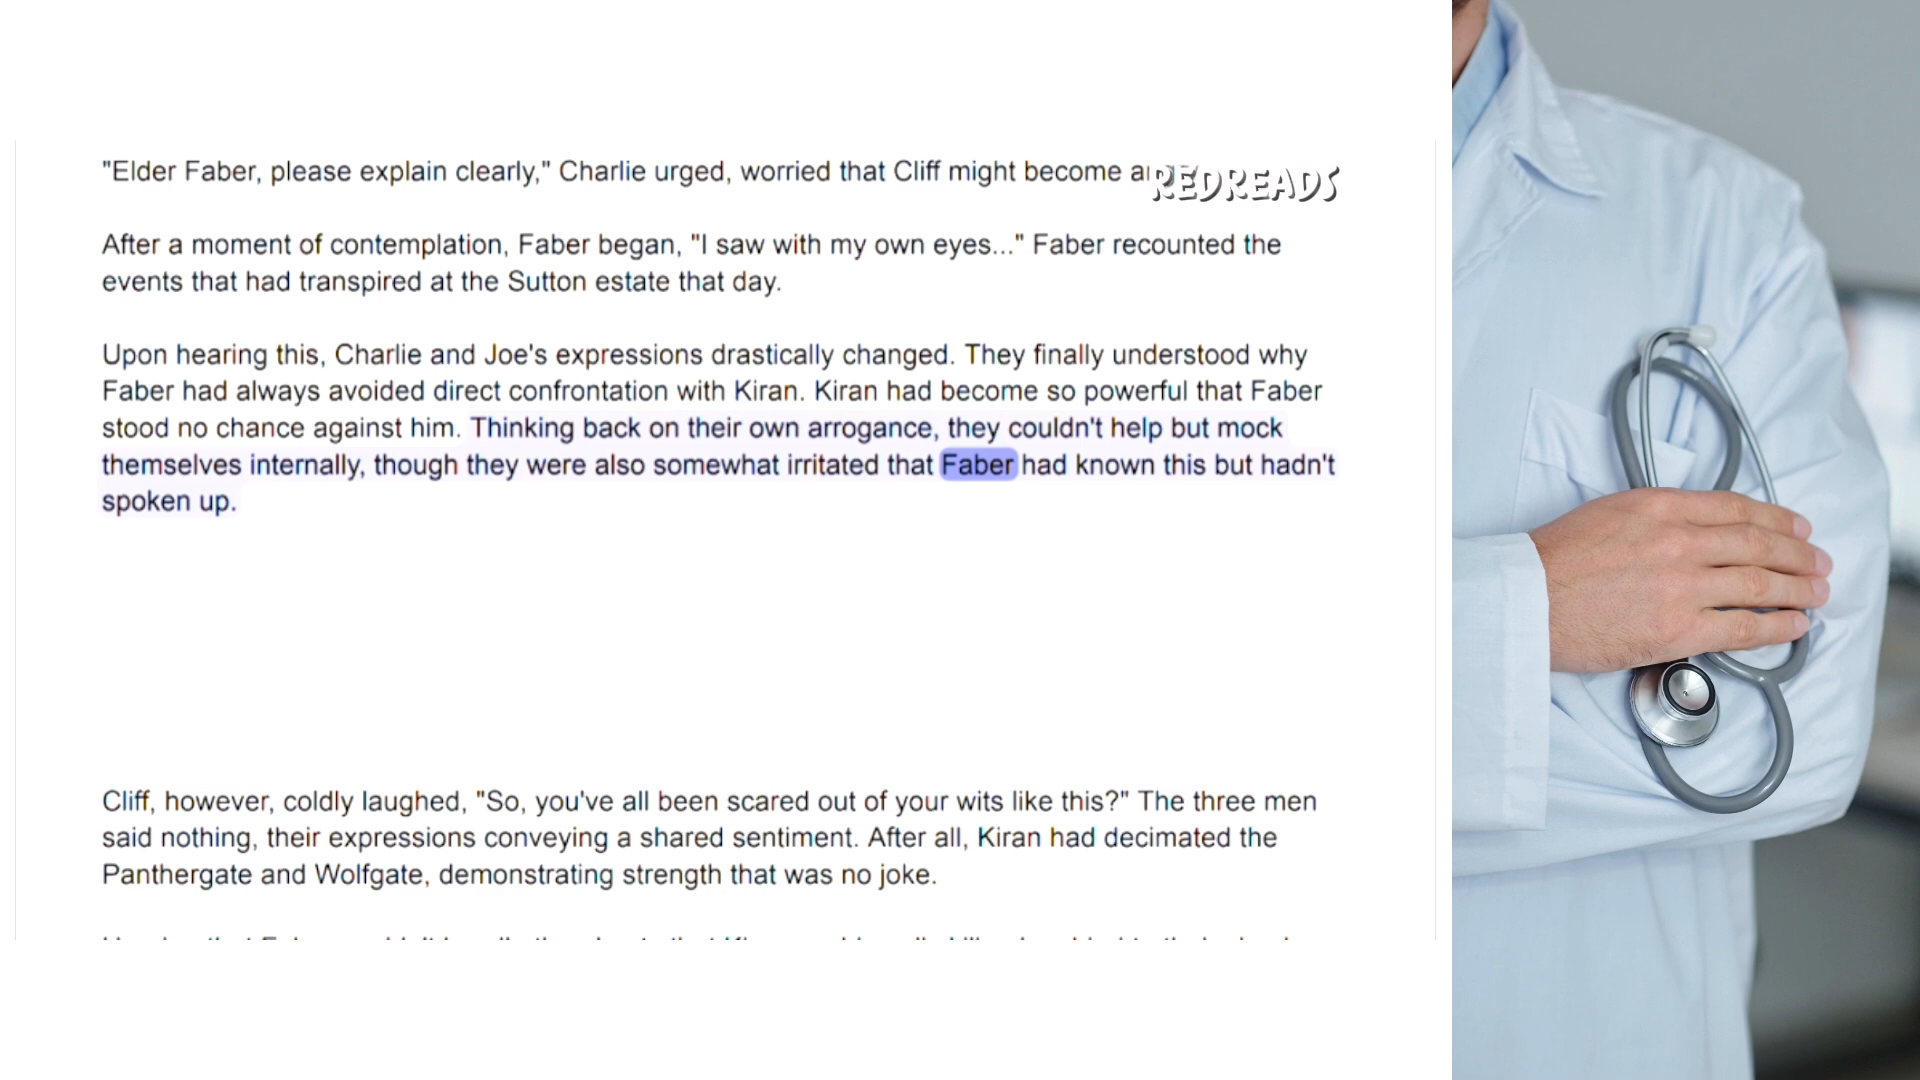 "Elder Faber, please explain clearly," Charlie urged, worried that Cliff might become
REDREADS
After a moment of contemplation, Faber began, "I saw with my own eyes..." Faber recounted the
events that had transpired at the Sutton estate that day.
Upon hearing this, Charlie and Joe's expressions drastically changed. They finally understood why
Faber had always avoided direct confrontation with Kiran. Kiran had become so powerful that Faber
stood no chance against him. Thinking back on their own arrogance, they couldn't help but mock
themselves internally, though they were also somewhat irritated that Faber had known this but hadn't
spoken up.
Cliff, however, coldly laughed, "So, you've all been scared out of your wits like this?" The three men
said nothing, their expressions conveying a shared sentiment. After all, Kiran had decimated the
Panthergate and Wolfgate, demonstrating strength that was no joke.